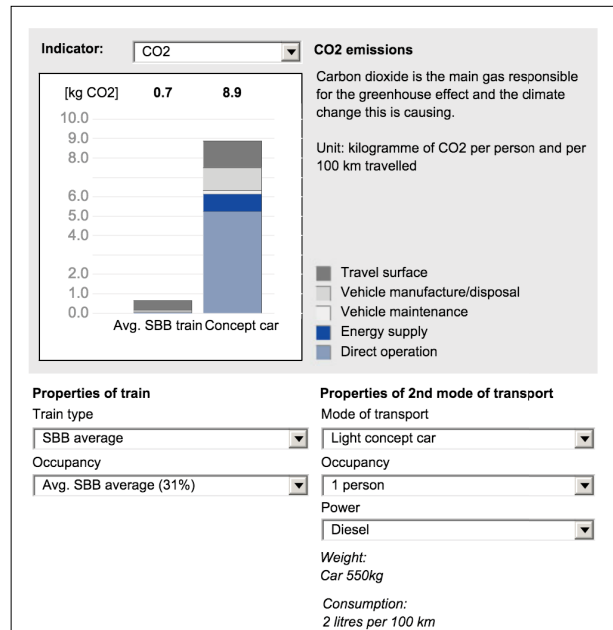 Indicator: CO2
CO2 emissions
Carbon dioxide is the main gas responsible
for the greenhouse effect and the climate
change this is causing.
Unit: kilogramme of CO2 per person and per
100 km travelled
[kg CO2] 0.7 8.9
10.0
9.0
8.0
6.0
5.0
4.0
2.0
1.0
0.0
Avg. SBB train Concept car
Travel surface
Vehicle manufacture/disposal
Vehicle maintenance
Energy supply
Direct operation
Properties of train
Train type
SBB average
Occupancy
Avg. SBB average (31%)
Properties of 2nd mode of transport
Mode of transport
Light concept car
Occupancy
1 person
Power
Diesel
Weight:
Car 550kg
Consumption:
2 litres per 100 km